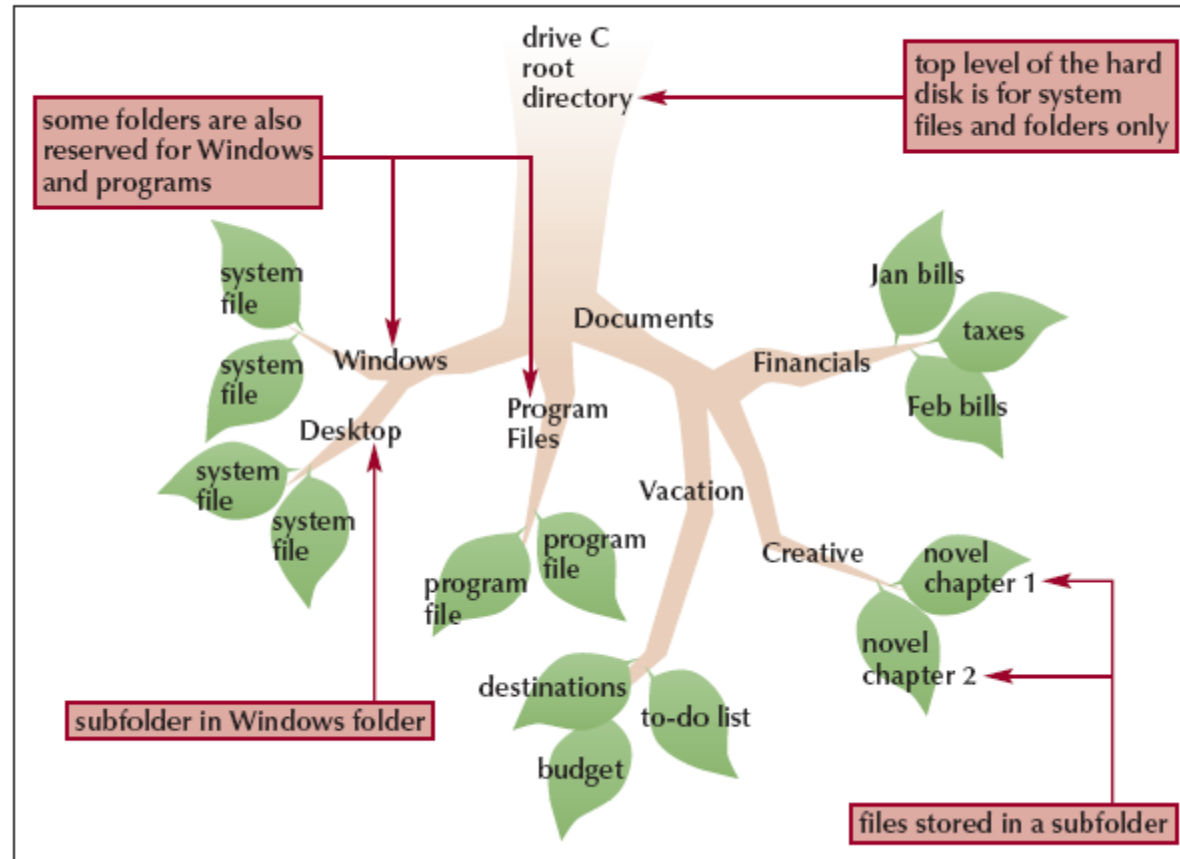 drive C
root
directory
top level of the hard
disk is for system
files and folders only
some folders are also
reserved for Windows
and programs
system
file
system
file
Windows
Desktop
system
file
system
file
Program
Files
program
file
program
file
Documents
Financials
Jan bills
taxes
Feb bills
Vacation
destinations
to-do list
budget
Creative
novel
chapter 1
novel
chapter 2
subfolder in Windows folder
files stored in a subfolder